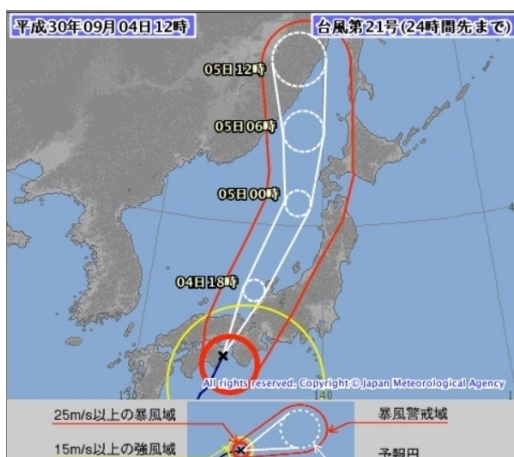 平成30年09月04日12時
台風第21号(24時間先まで)
05日12時
05日06時
05日00時
04日18時
All rights reserved. Copyright © Japan Meteorological Agency
140
25m/s以上の暴風域
暴風警戒域
15m/s以上の強風域
予報円